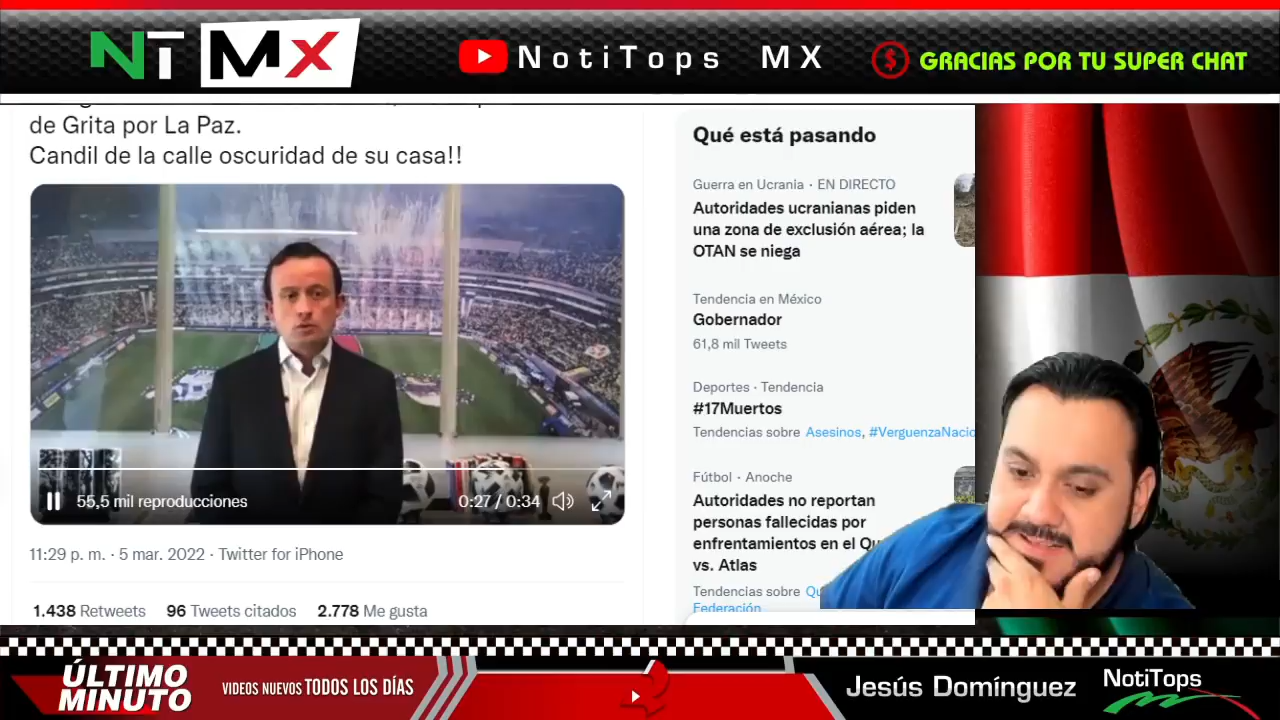 NT MX
NotiTops MX
GRACIAS POR TU SUPER CHAT
de Grita por La Paz.
Candil de la calle oscuridad de su casa!!
55,5 mil reproducciones
0:27 / 0:34
11:29 p. m. · 5 mar. 2022 · Twitter for iPhone
1.438 Retweets 96 Tweets citados 2.778 Me gusta
Qué está pasando
Guerra en Ucrania · EN DIRECTO
Autoridades ucranianas piden
una zona de exclusión aérea; la
OTAN se niega
Tendencia en México
Gobernador
61,8 mil Tweets
Deportes · Tendencia
#17Muertos
Tendencias sobre Asesinos, #VerguenzaNacio
Fútbol · Anoche
Autoridades no reportan
personas fallecidas por
enfrentamientos en el Qu
vs. Atlas
Tendencias sobre Qu
Federación
ÚLTIMO
MINUTO
VIDEOS NUEVOS TODOS LOS DÍAS
Jesús Domínguez
NotiTops